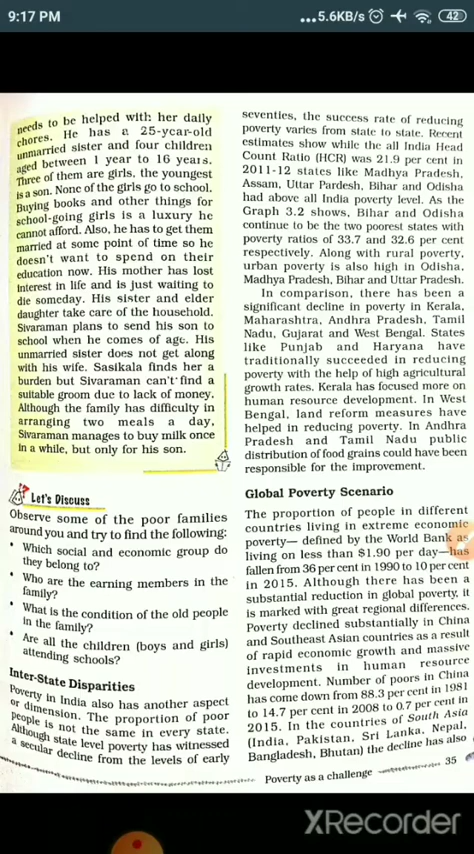 9:17 PM
...5.6KB/s
42
needs to be helped with her daily
chores. He has a 25-year-old
unmarried sister and four children
aged between 1 year to 16 years.
Three of them are girls, the youngest
is a son. None of the girls go to school.
Buying books and other things for
school-going girls is a luxury he
cannot afford. Also, he has to get them
married at some point of time so he
doesn't want to spend on their
education now. His mother has lost
interest in life and is just waiting to
die someday. His sister and elder
daughter take care of the household.
Sivaraman plans to send his son to
school when he comes of age. His
unmarried sister does not get along
with his wife. Sasikala finds her a
burden but Sivaraman can't find a
suitable groom due to lack of money.
Although the family has difficulty in
arranging two meals a day,
Sivaraman manages to buy milk once
in a while, but only for his son.
Let's Discuss
Observe some of the poor families
around you and try to find the following:
• Which social and economic group do
they belong to?
• Who are the earning members in the
family?
• What is the condition of the old people
in the family?
• Are all the children (boys and girls)
attending schools?
Inter-State Disparities
Poverty in India also has another aspect
or dimension. The proportion of poor
people is not the same in every state.
Although state level poverty has witnessed
a secular decline from the levels of early
seventies, the success rate of reducing
poverty varies from state to state. Recent
estimates show while the all India Head
Count Ratio (HCR) was 21.9 per cent in
2011-12 states like Madhya Pradesh,
Assam, Uttar Pardesh, Bihar and Odisha
had above all India poverty level. As the
Graph 3.2 shows, Bihar and Odisha
continue to be the two poorest states with
poverty ratios of 33.7 and 32.6 per cent
respectively. Along with rural poverty,
urban poverty is also high in Odisha,
Madhya Pradesh, Bihar and Uttar Pradesh.
In comparison, there has been a
significant decline in poverty in Kerala,
Maharashtra, Andhra Pradesh, Tamil
Nadu, Gujarat and West Bengal. States
like Punjab and Haryana have
traditionally succeeded in reducing
poverty with the help of high agricultural
growth rates. Kerala has focused more on
human resource development. In West
Bengal, land reform measures have
helped in reducing poverty. In Andhra
Pradesh and Tamil Nadu public
distribution of food grains could have been
responsible for the improvement.
Global Poverty Scenario
The proportion of people in different
countries living in extreme economic
poverty— defined by the World Bank as
living on less than $1.90 per day—has
fallen from 36 per cent in 1990 to 10 per cent
in 2015. Although there has been a
substantial reduction in global poverty, it
is marked with great regional differences.
Poverty declined substantially in China
and Southeast Asian countries as a result
of rapid economic growth and massive
investments in human resource
development. Number of poors in China
has come down from 88.3 per cent in 1981
to 14.7 per cent in 2008 to 0.7 per cent in
2015. In the countries of South Asia
(India, Pakistan, Sri Lanka, Nepal,
Bangladesh, Bhutan) the decline has also
Poverty as a challenge
35
XRecorder